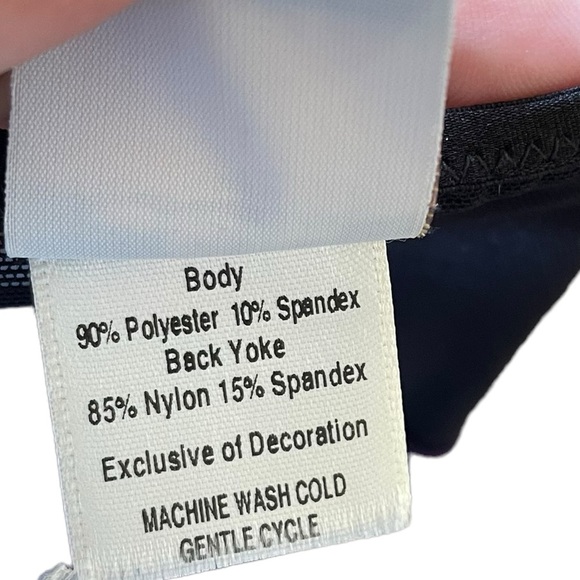 Body
90% Polyester 10% Spandex
Back Yoke
85% Nylon 15% Spandex
Exclusive of Decoration
MACHINE WASH COLD
GENTLE CYCLE